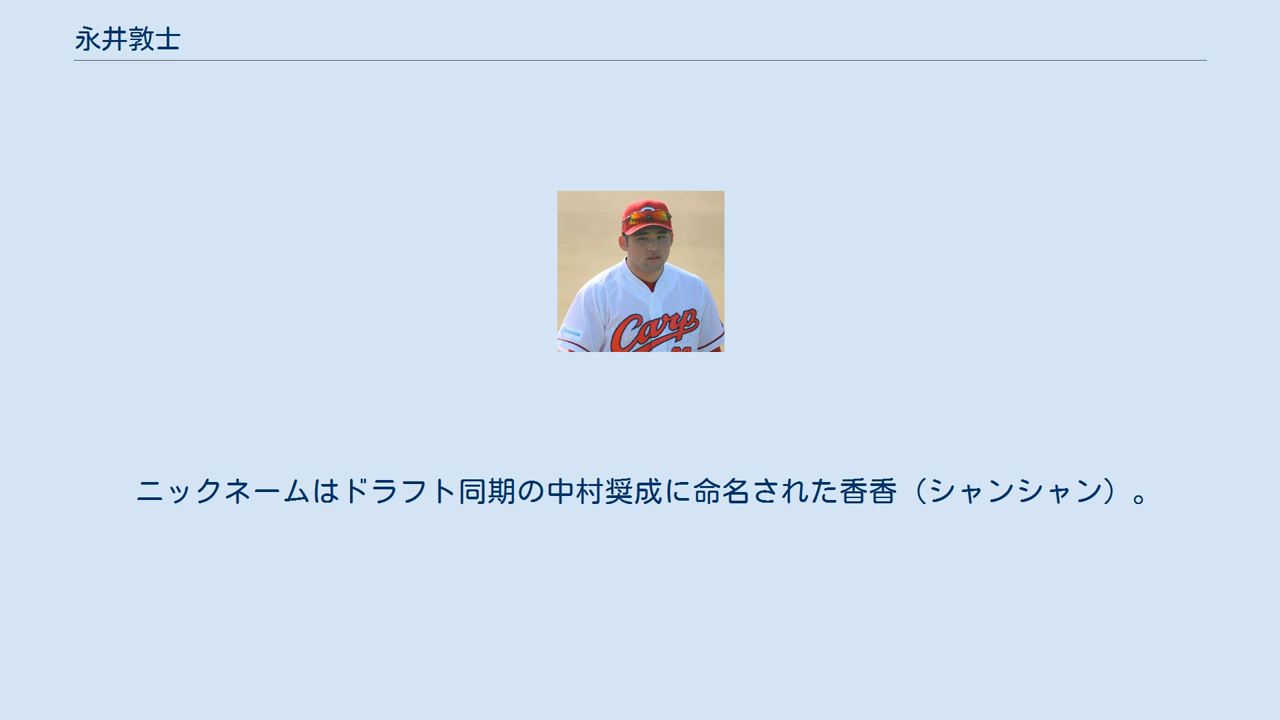 永井敦士
Carp
ニックネームはドラフト同期の中村奨成に命名された香香（シャンシャン）。